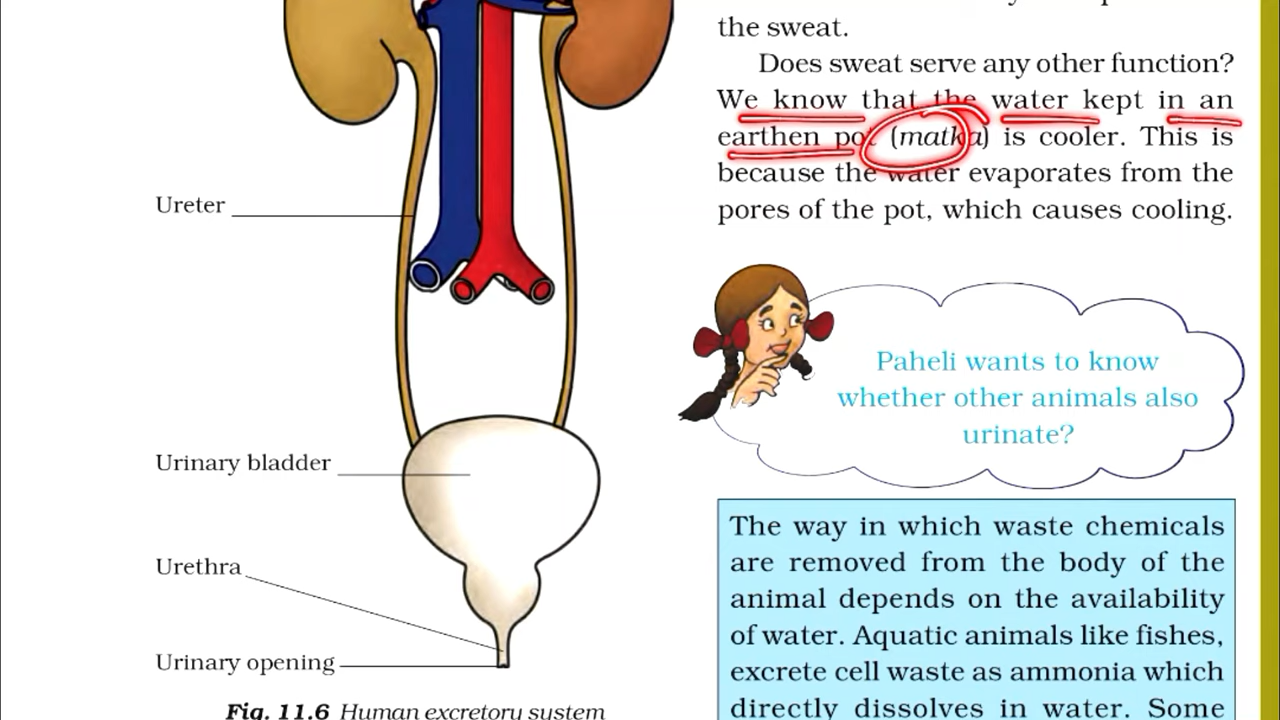 Ureter
Urinary bladder
Urethra
Urinary opening
Fig. 11.6 Human excretory system
the sweat.
Does sweat serve any other function?
We know that the water kept in an
earthen pot (matka) is cooler. This is
because the water evaporates from the
pores of the pot, which causes cooling.
Paheli wants to know
whether other animals also
urinate?
The way in which waste chemicals
are removed from the body of the
animal depends on the availability
of water. Aquatic animals like fishes,
excrete cell waste as ammonia which
directly dissolves in water. Some